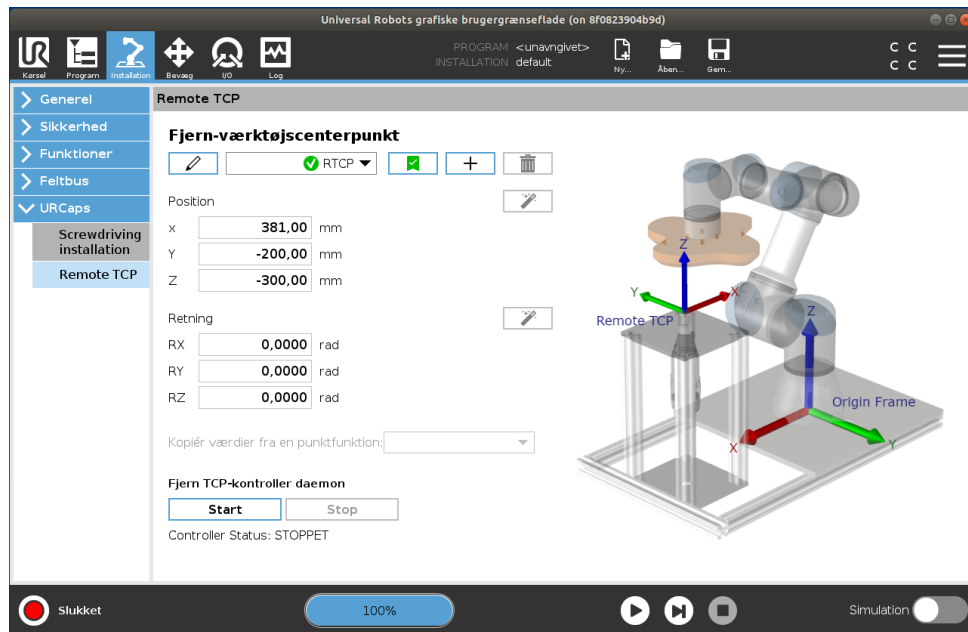 Universal Robots grafiske brugergrænseflade (on 8f0823904b9d)
PROGRAM <unavngivet>
INSTALLATION default
Kørsel Program Installation Bevæg I/O Log Ny... Åben... Gem...
C C
C C
Generel
Sikkerhed
Funktioner
Feltbus
URCaps
Screwdriving
installation
Remote TCP
Remote TCP
Fjern-værktøjscenterpunkt
RTCP
Position
X 381,00 mm
Y -200,00 mm
Z -300,00 mm
Retning
RX 0,0000 rad
RY 0,0000 rad
RZ 0,0000 rad
Kopiér værdier fra en punktfunktion:
Fjern TCP-kontroller daemon
Start Stop
Controller Status: STOPPET
Z
Y X
Remote TCP
Z
Origin Frame
X Y
Slukket 100% Simulation